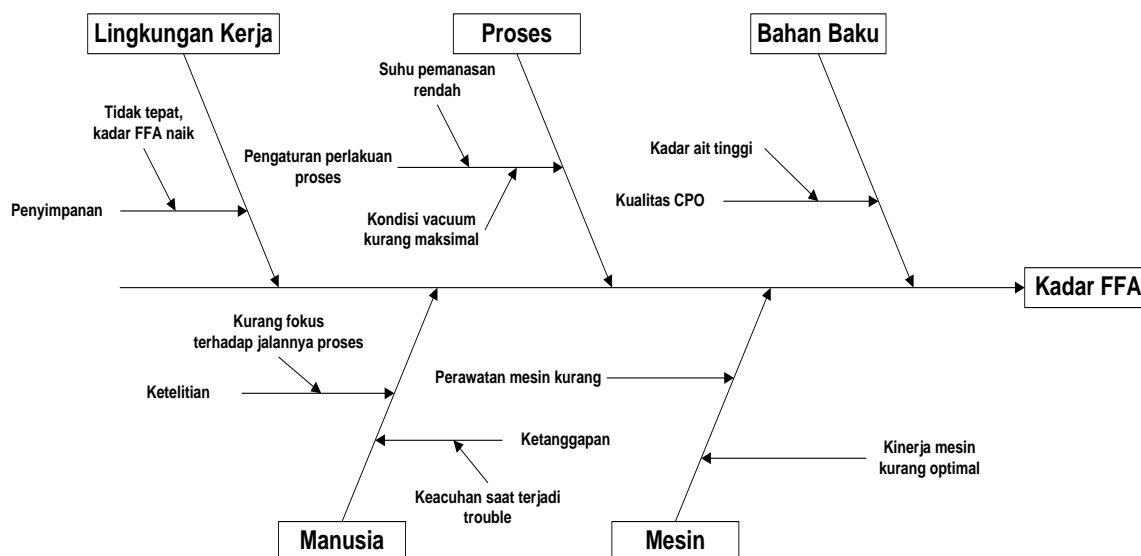 Lingkungan Kerja
Proses
Bahan Baku
Suhu pemanasan
rendah
Tidak tepat,
kadar FFA naik
Pengaturan perlakuan
proses
Kadar ait tinggi
Penyimpanan
Kondisi vacuum
kurang maksimal
Kualitas CPO
Kadar FFA
Kurang fokus
terhadap jalannya proses
Ketelitian
Perawatan mesin kurang
Ketanggapan
Kinerja mesin
kurang optimal
Keacuhan saat terjadi
trouble
Manusia
Mesin